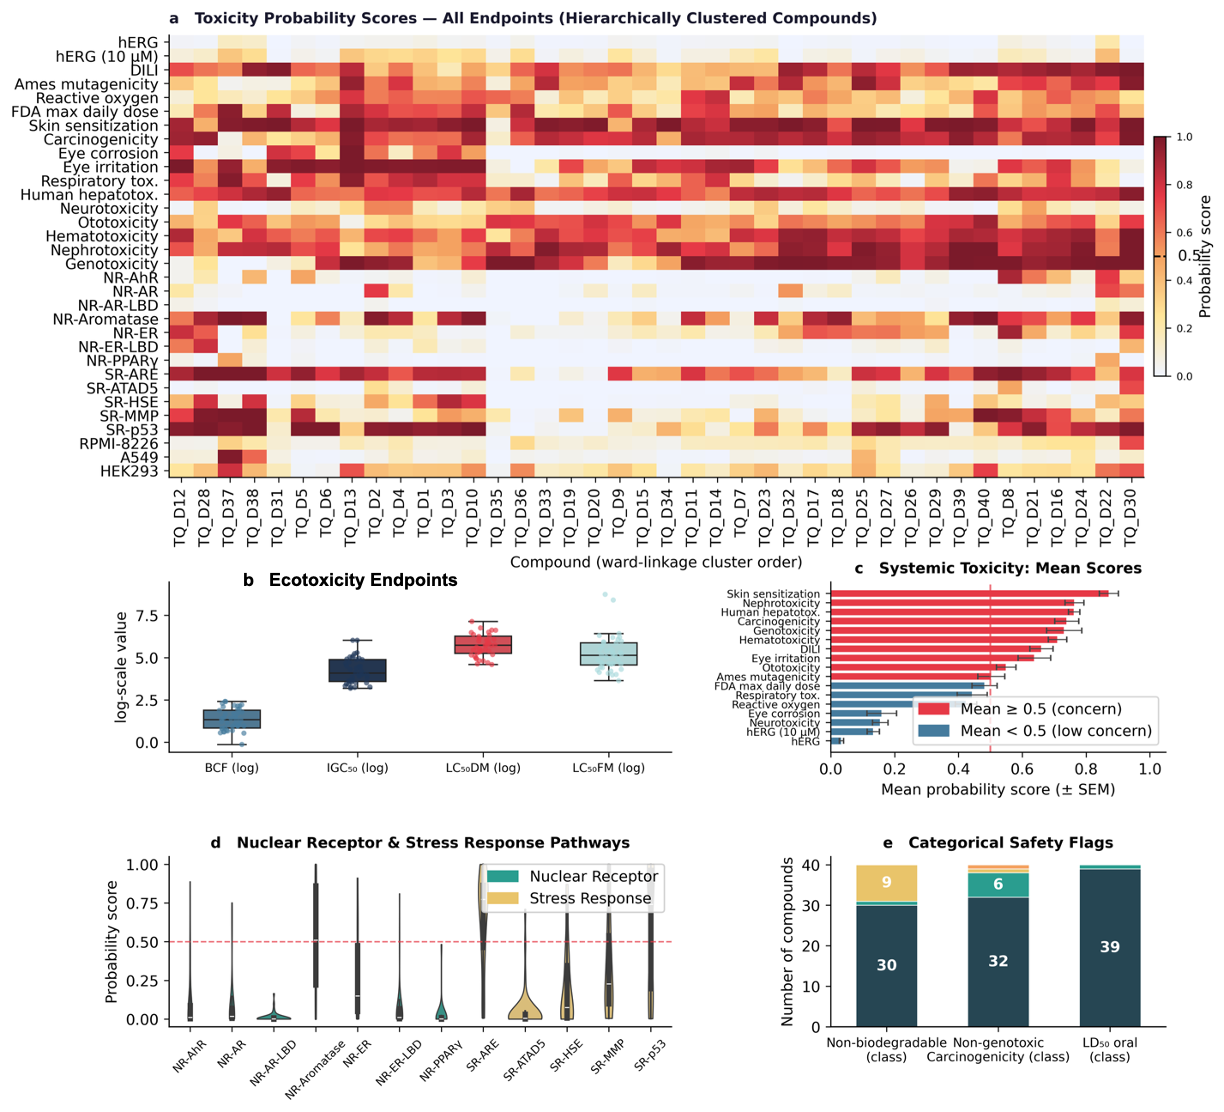 a Toxicity Probability Scores — All Endpoints (Hierarchically Clustered Compounds)
hERG
hERG (10 μM)
DILI
Ames mutagenicity
Reactive oxygen
FDA max daily dose
Skin sensitization
Carcinogenicity
Eye corrosion
Eye irritation
Respiratory tox.
Human hepatotox.
Neurotoxicity
Ototoxicity
Hematotoxicity
Nephrotoxicity
Genotoxicity
NR-AhR
NR-AR
NR-AR-LBD
NR-Aromatase
NR-ER
NR-ER-LBD
NR-PPARγ
SR-ARE
SR-ATAD5
SR-HSE
SR-MMP
SR-p53
RPMI-8226
A549
HEK293
TQ_D12 TQ_D28 TQ_D37 TQ_D38 TQ_D31 TQ_D5 TQ_D6 TQ_D13 TQ_D2 TQ_D4 TQ_D1 TQ_D3 TQ_D10 TQ_D35 TQ_D36 TQ_D33 TQ_D19 TQ_D20 TQ_D9 TQ_D15 TQ_D34 TQ_D11 TQ_D14 TQ_D7 TQ_D23 TQ_D32 TQ_D17 TQ_D18 TQ_D25 TQ_D27 TQ_D26 TQ_D29 TQ_D39 TQ_D40 TQ_D8 TQ_D21 TQ_D16 TQ_D24 TQ_D22 TQ_D30
Compound (ward-linkage cluster order)
1.0
0.8
0.6
0.5
0.4
0.2
0.0
Probability score
b Ecotoxicity Endpoints
log-scale value
7.5
5.0
2.5
0.0
BCF (log) IGC₅₀ (log) LC₅₀DM (log) LC₅₀FM (log)
c Systemic Toxicity: Mean Scores
Skin sensitization
Nephrotoxicity
Human hepatotox.
Carcinogenicity
Genotoxicity
Hematotoxicity
DILI
Eye irritation
Ototoxicity
Ames mutagenicity
FDA max daily dose
Respiratory tox.
Reactive oxygen
Eye corrosion
Neurotoxicity
hERG (10 μM)
hERG
Mean ≥ 0.5 (concern)
Mean < 0.5 (low concern)
0.0 0.2 0.4 0.6 0.8 1.0
Mean probability score (± SEM)
d Nuclear Receptor & Stress Response Pathways
Probability score
1.00
0.75
0.50
0.25
0.00
Nuclear Receptor
Stress Response
NR-AhR NR-AR NR-AR-LBD NR-Aromatase NR-ER NR-ER-LBD NR-PPARγ SR-ARE SR-ATAD5 SR-HSE SR-MMP SR-p53
e Categorical Safety Flags
Number of compounds
40
30
20
10
0
9
30
6
32
39
Non-biodegradable
(class)
Non-genotoxic
Carcinogenicity (class)
LD₅₀ oral
(class)